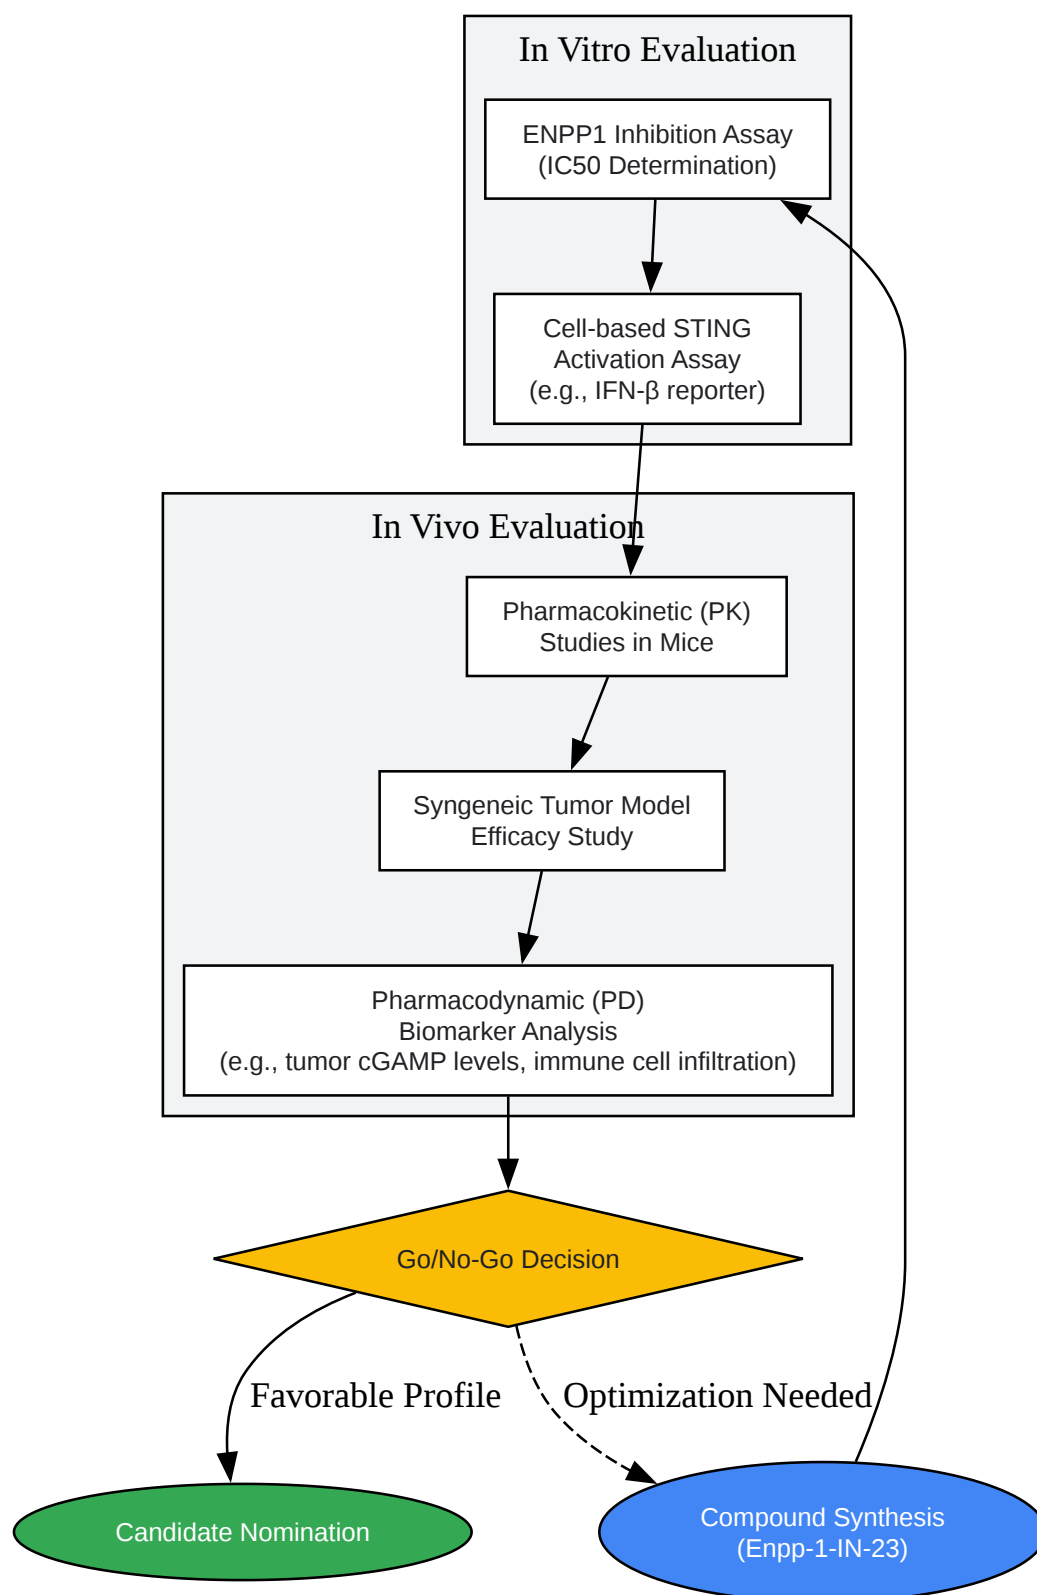 In Vitro Evaluation
ENPP1 Inhibition Assay
(IC50 Determination)
Cell-based STING
Activation Assay
(e.g., IFN-β reporter)
In Vivo Evaluation
Pharmacokinetic (PK)
Studies in Mice
Syngeneic Tumor Model
Efficacy Study
Pharmacodynamic (PD)
Biomarker Analysis
(e.g., tumor cGAMP levels, immune cell infiltration)
Go/No-Go Decision
Favorable Profile
Optimization Needed
Candidate Nomination
Compound Synthesis
(Enpp-1-IN-23)